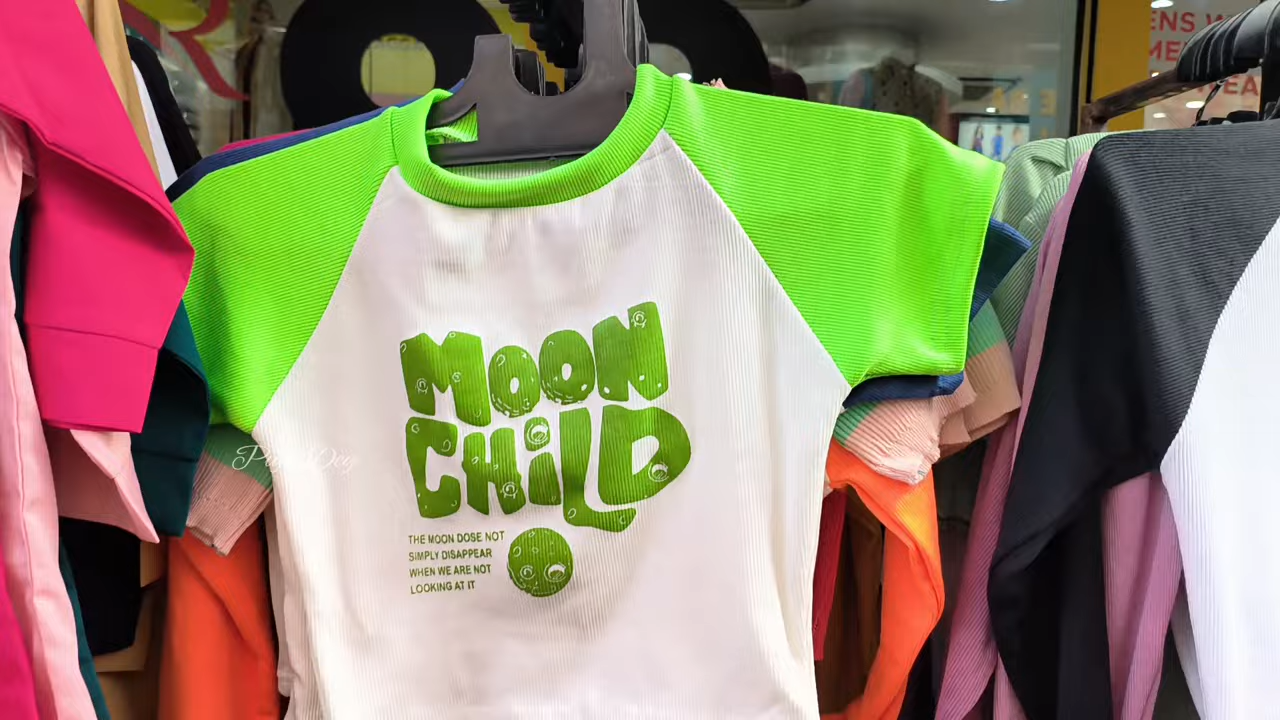 MOON
CHiLD
THE MOON DOSE NOT
SIMPLY DISAPPEAR
WHEN WE ARE NOT
LOOKING AT IT